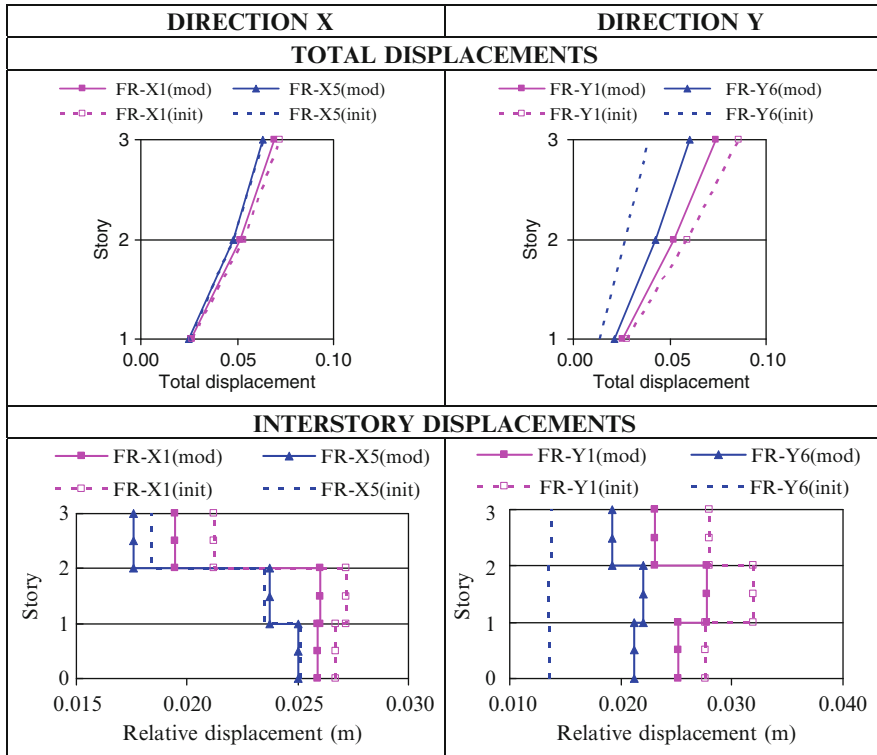 DIRECTION X DIRECTION Y
TOTAL DISPLACEMENTS
FR-X1(mod) FR-X5(mod)
FR-X1(init) FR-X5(init)
3
2
1
Story
0.00 0.05 0.10
Total displacement
FR-Y1(mod) FR-Y6(mod)
FR-Y1(init) FR-Y6(init)
3
2
1
Story
0.00 0.05 0.10
Total displacement
INTERSTORY DISPLACEMENTS
FR-X1(mod) FR-X5(mod)
FR-X1(init) FR-X5(init)
3
2
1
0
Story
0.015 0.020 0.025 0.030
Relative displacement (m)
FR-Y1(mod) FR-Y6(mod)
FR-Y1(init) FR-Y6(init)
3
2
1
0
Story
0.010 0.020 0.030 0.040
Relative displacement (m)